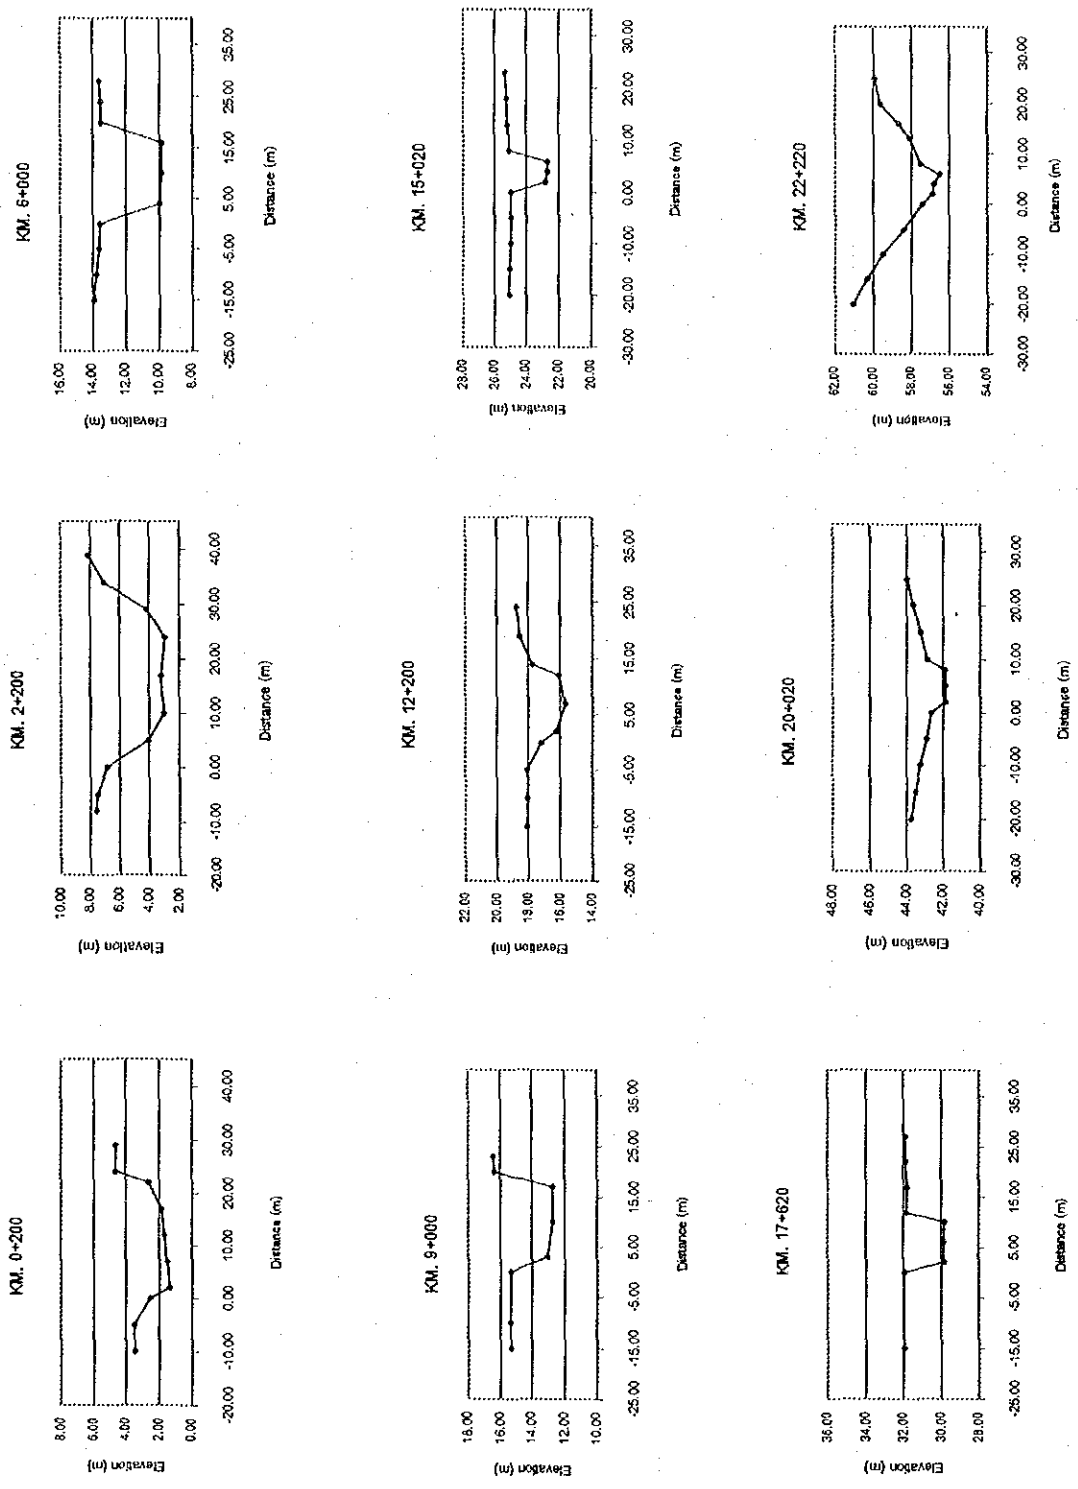 KM. 0+200
Elevation (m)
8.00
6.00
4.00
2.00
0.00
-20.00 -10.00 0.00 10.00 20.00 30.00 40.00
Distance (m)
KM. 2+200
Elevation (m)
10.00
8.00
6.00
4.00
2.00
-20.00 -10.00 0.00 10.00 20.00 30.00 40.00
Distance (m)
KM. 6+000
Elevation (m)
16.00
14.00
12.00
10.00
8.00
-25.00 -15.00 -5.00 5.00 15.00 25.00 35.00
Distance (m)
KM. 9+000
Elevation (m)
18.00
16.00
14.00
12.00
10.00
-25.00 -15.00 -5.00 5.00 15.00 25.00 35.00
Distance (m)
KM. 12+200
Elevation (m)
22.00
20.00
18.00
16.00
14.00
-25.00 -15.00 -5.00 5.00 15.00 25.00 35.00
Distance (m)
KM. 15+020
Elevation (m)
28.00
26.00
24.00
22.00
20.00
-30.00 -20.00 -10.00 0.00 10.00 20.00 30.00
Distance (m)
KM. 17+620
Elevation (m)
36.00
34.00
32.00
30.00
28.00
-25.00 -15.00 -5.00 5.00 15.00 25.00 35.00
Distance (m)
KM. 20+020
Elevation (m)
48.00
46.00
44.00
42.00
40.00
-30.00 -20.00 -10.00 0.00 10.00 20.00 30.00
Distance (m)
KM. 22+220
Elevation (m)
62.00
60.00
58.00
56.00
54.00
-30.00 -20.00 -10.00 0.00 10.00 20.00 30.00
Distance (m)